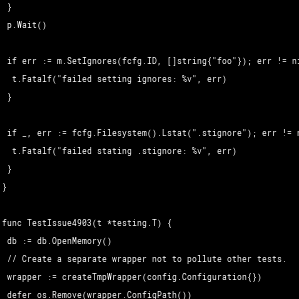 }
p.Wait()
if err := m.SetIgnores(fcfg.ID, []string{"foo"}); err != ni
t.Fatalf("failed setting ignores: %v", err)
}
if _, err := fcfg.Filesystem().Lstat(".stignore"); err != n
t.Fatalf("failed stating .stignore: %v", err)
}
}
func TestIssue4903(t *testing.T) {
db := db.OpenMemory()
// Create a separate wrapper not to pollute other tests.
wrapper := createTmpWrapper(config.Configuration{})
defer os.Remove(wrapper.ConfigPath())